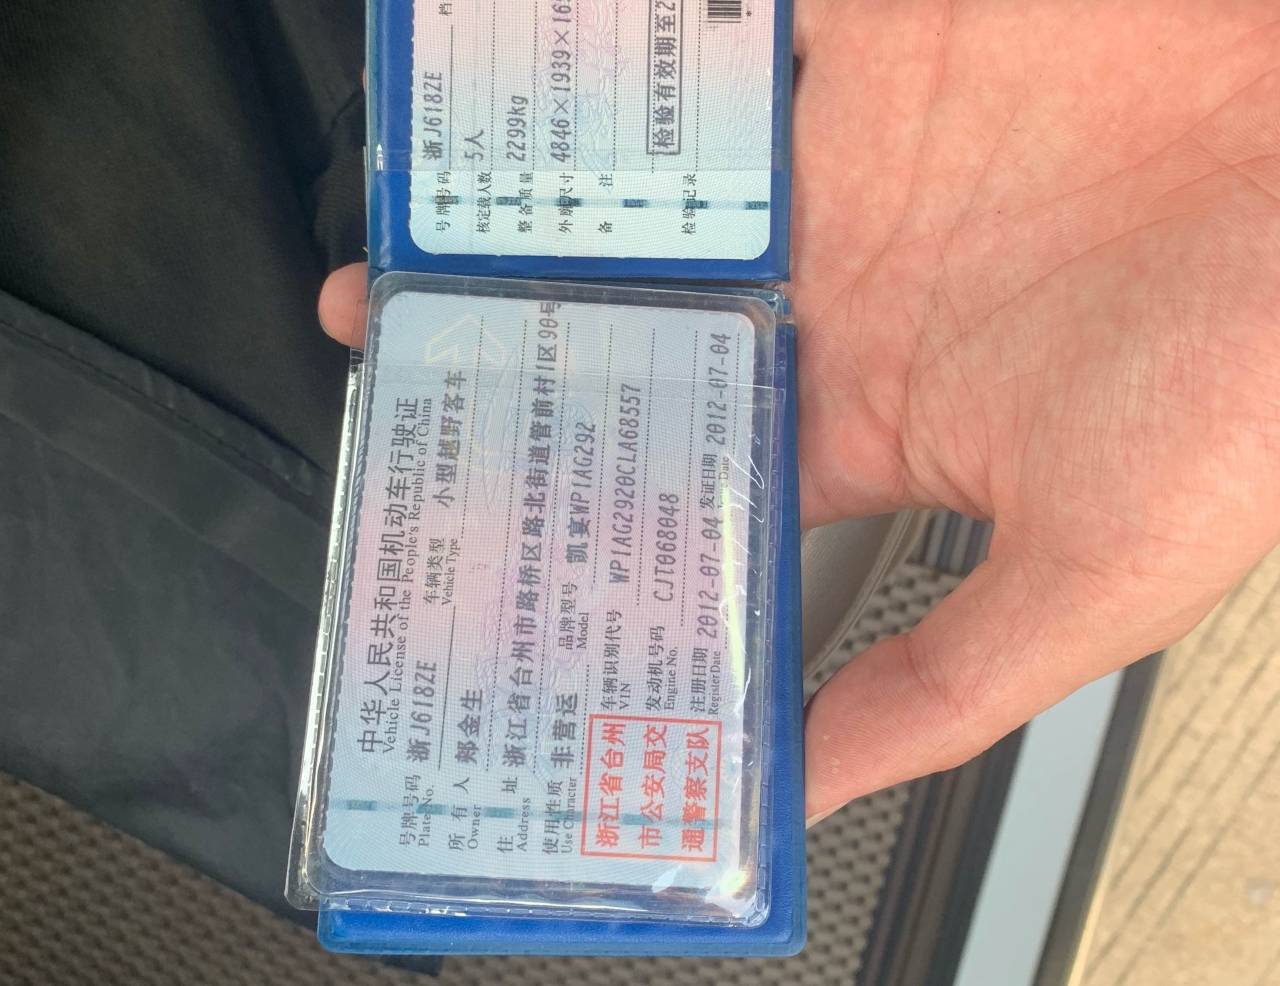 中华人民共和国机动车行驶证
Vehicle License of the People's Republic of China
号牌号码 浙J618ZE 车辆类型 小型越野客车
Plate No. Vehicle Type
所有人 郏金生
Owner
住址 浙江省台州市路桥区路北街道管前村1区90号
Address
使用性质 非营运 品牌型号 凯宴WP1AG292
Use Character Model
浙江省台州
市公安局交
通警察支队
车辆识别代号 WP1AG2920CLA68557
VIN
发动机号码 CJT068048
Engine No.
注册日期 2012-07-04 发证日期 2012-07-04
Register Date Issue Date
号牌号码 浙J618ZE 档
核定载人数 5人
整备质量 2299kg
外廓尺寸 4846×1939×16
备注
检验有效期至2
检验记录